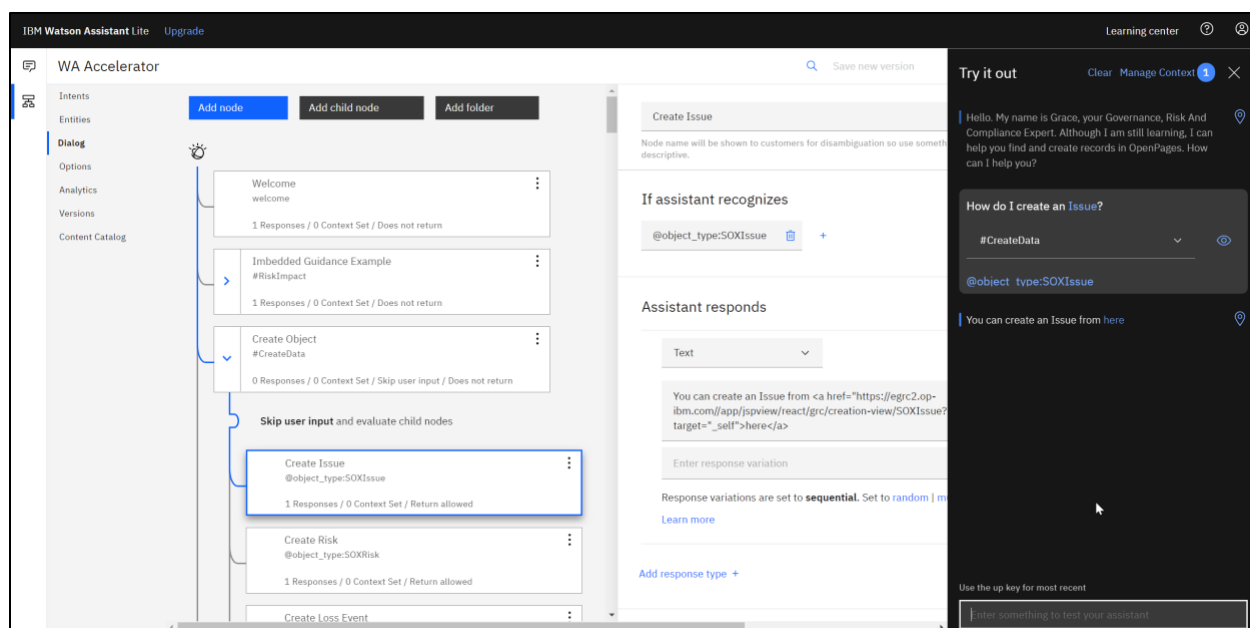 IBM Watson Assistant Lite Upgrade
Learning center
WA Accelerator
Save new version
Intents
Entities
Dialog
Options
Analytics
Versions
Content Catalog
Add node
Add child node
Add folder
Welcome
welcome
1 Responses / 0 Context Set / Does not return
Imbedded Guidance Example
#RiskImpact
1 Responses / 0 Context Set / Does not return
Create Object
#CreateData
0 Responses / 0 Context Set / Skip user input / Does not return
Skip user input and evaluate child nodes
Create Issue
@object_type:SOXIssue
1 Responses / 0 Context Set / Return allowed
Create Risk
@object_type:SOXRisk
1 Responses / 0 Context Set / Return allowed
Create Loss Event
Create Issue
Node name will be shown to customers for disambiguation so use someth
descriptive.
If assistant recognizes
@object_type:SOXIssue
+
Assistant responds
Text
You can create an Issue from <a href="https://egrc2.op-
ibm.com//app/jspview/react/grc/creation-view/SOXIssue?
target="_self">here</a>
Enter response variation
Response variations are set to sequential. Set to random | m
Learn more
Add response type +
Try it out
Clear Manage Context 1
Hello. My name is Grace, your Governance, Risk And
Compliance Expert. Although I am still learning, I can
help you find and create records in OpenPages. How
can I help you?
How do I create an Issue?
#CreateData
@object_type:SOXIssue
You can create an Issue from here
Use the up key for most recent
Enter something to test your assistant